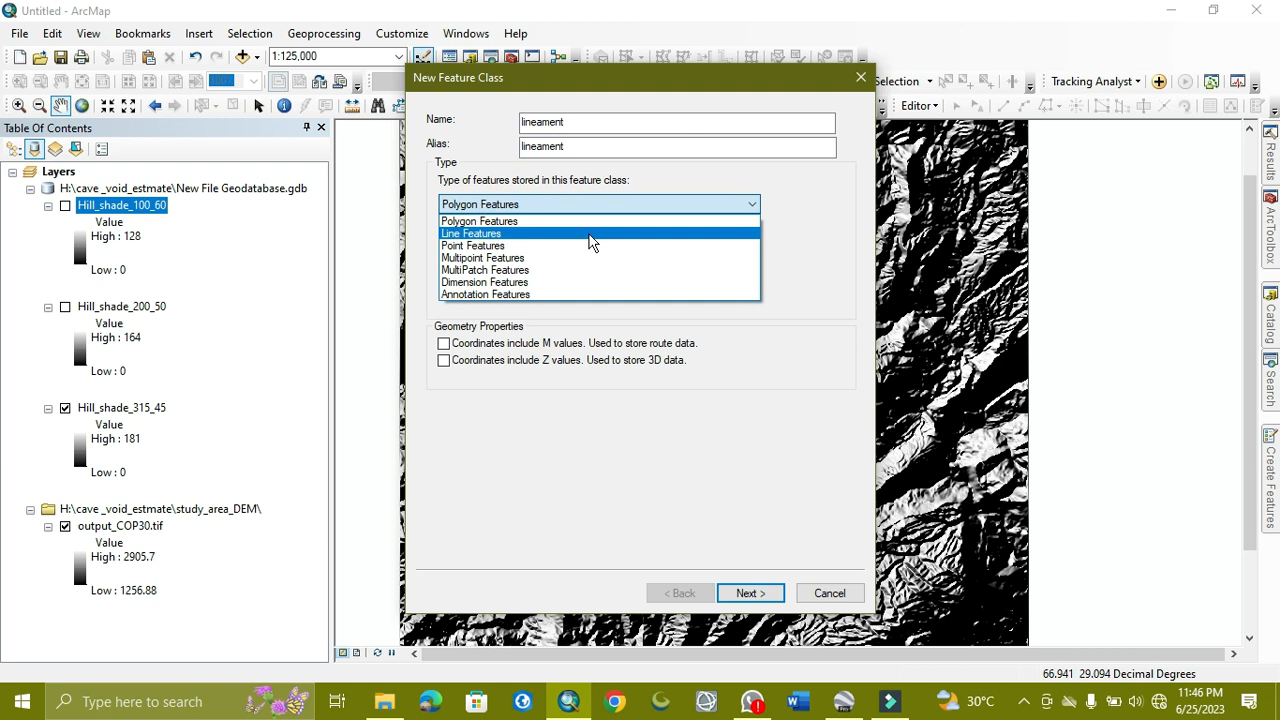 Untitled - ArcMap
File Edit View Bookmarks Insert Selection Geoprocessing Customize Windows Help
1:125,000
Selection
Tracking Analyst
Editor
Table Of Contents
Layers
H:\cave _void_estmate\New File Geodatabase.gdb
Hill_shade_100_60
Value
High : 128
Low : 0
Hill_shade_200_50
Value
High : 164
Low : 0
Hill_shade_315_45
Value
High : 181
Low : 0
H:\cave _void_estmate\study_area_DEM\
output_COP30.tif
Value
High : 2905.7
Low : 1256.88
New Feature Class
Name: lineament
Alias: lineament
Type
Type of features stored in this feature class:
Polygon Features
Polygon Features
Line Features
Point Features
Multipoint Features
MultiPatch Features
Dimension Features
Annotation Features
Geometry Properties
Coordinates include M values. Used to store route data.
Coordinates include Z values. Used to store 3D data.
< Back Next > Cancel
Results
ArcToolbox
Catalog
Search
Create Features
66.941 29.094 Decimal Degrees
Type here to search
30°C
11:46 PM
6/25/2023